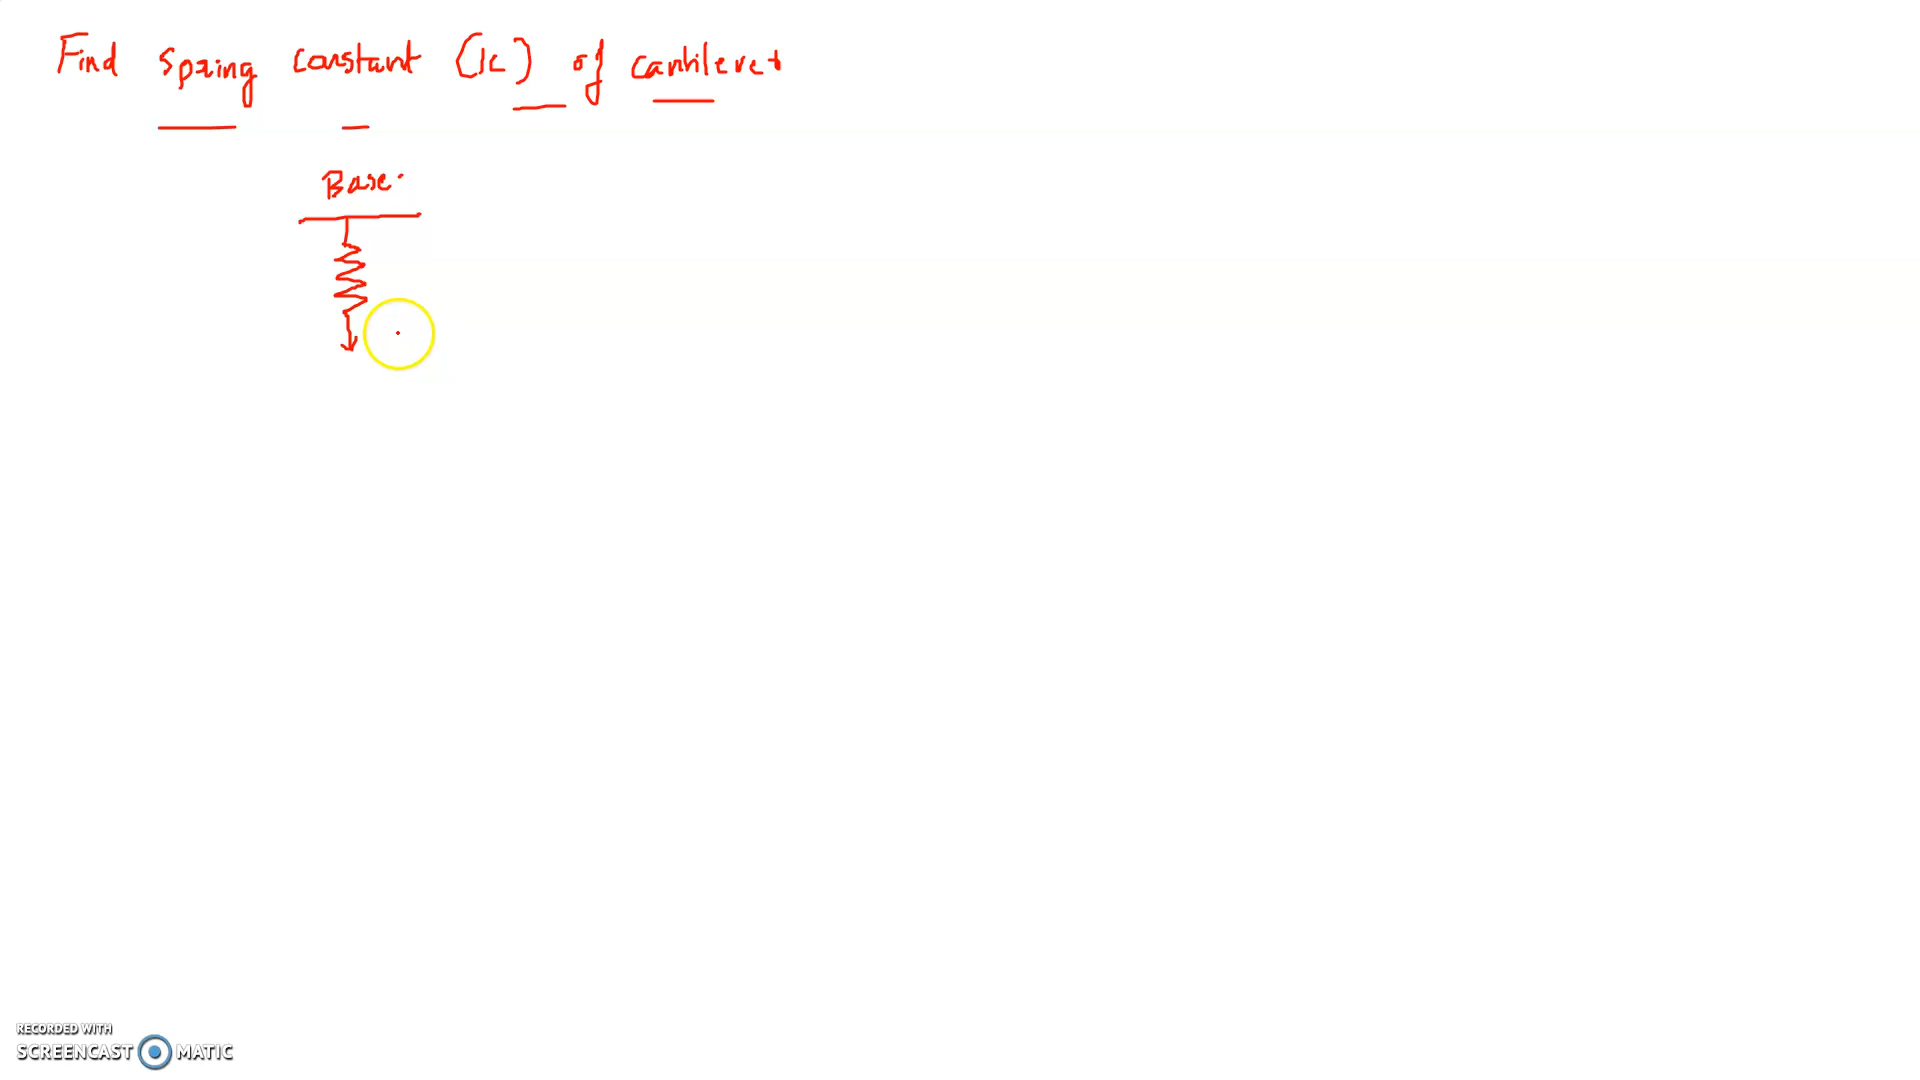 Find spring constant (k) of cantilever
Base.
RECORDED WITH
SCREENCAST MATIC